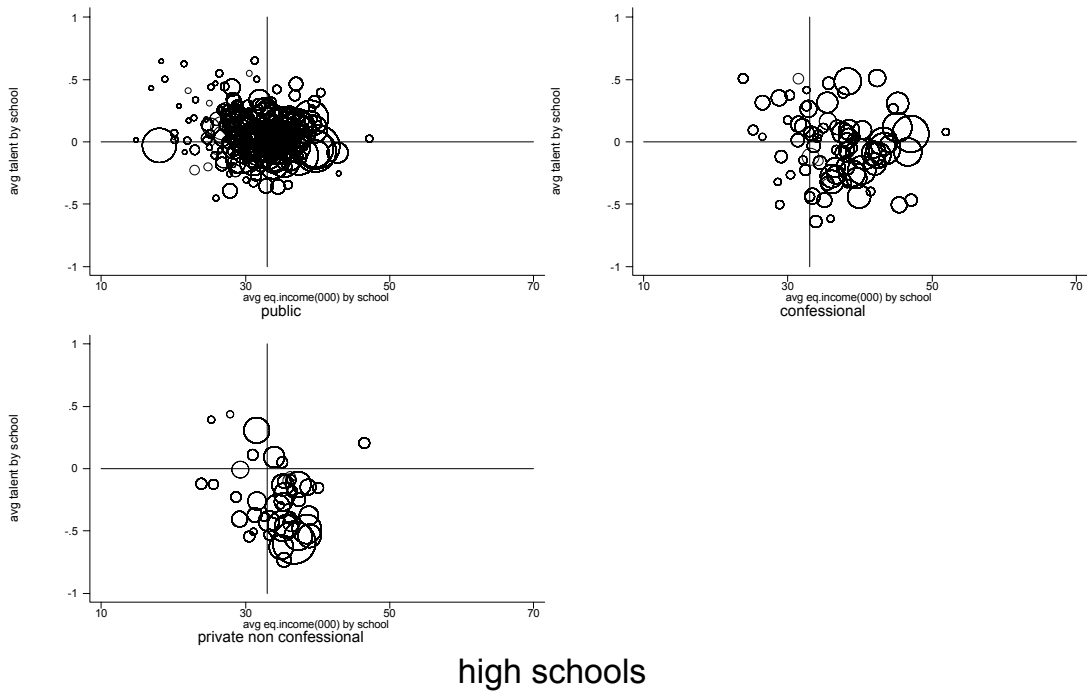 1
.5
0
-.5
-1
avg talent by school
10
30
50
70
avg eq.income(000) by school
public
1
.5
0
-.5
-1
avg talent by school
10
30
50
70
avg eq.income(000) by school
confessional
1
.5
0
-.5
-1
avg talent by school
10
30
50
70
avg eq.income(000) by school
private non confessional
high schools